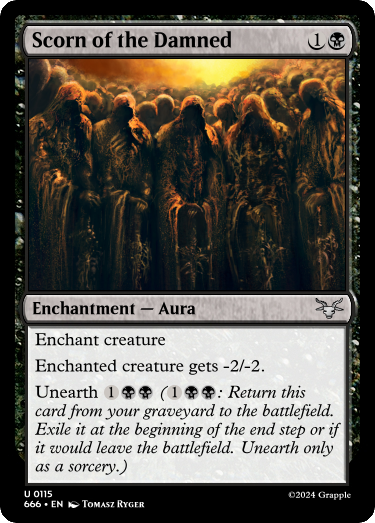 Scorn of the Damned 1
Enchantment — Aura
Enchant creature
Enchanted creature gets -2/-2.
Unearth 1 (1 : Return this
card from your graveyard to the battlefield.
Exile it at the beginning of the end step or if
it would leave the battlefield. Unearth only
as a sorcery.)
U 0115
666 • EN Tomasz Ryger
©2024 Grapple